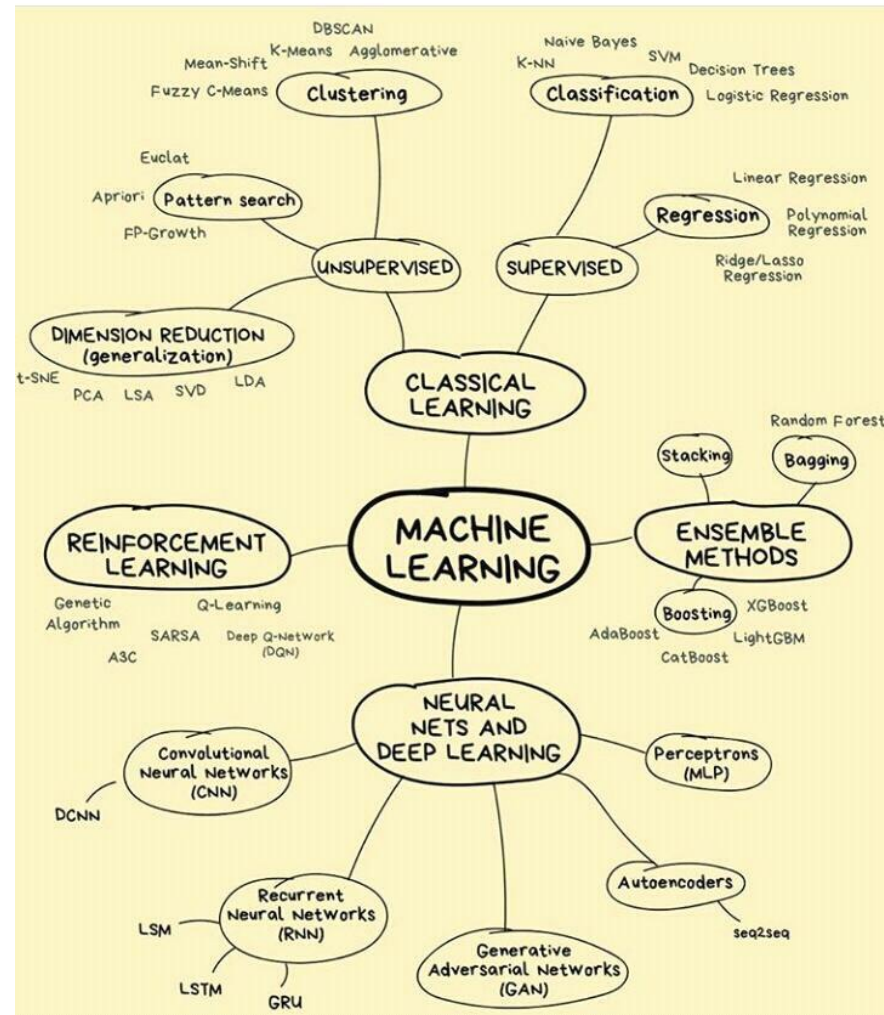 DBSCAN
K-Means
Agglomerative
Mean-Shift
Fuzzy C-Means
Clustering
Naive Bayes
K-NN
SVM
Decision Trees
Classification
Logistic Regression
Euclat
Apriori
Pattern search
FP-Growth
Linear Regression
Regression
Polynomial
Regression
Ridge/Lasso
Regression
UNSUPERVISED
SUPERVISED
DIMENSION REDUCTION
(generalization)
t-SNE
PCA
LSA
SVD
LDA
CLASSICAL
LEARNING
Random Forest
Stacking
Bagging
MACHINE
LEARNING
ENSEMBLE
METHODS
REINFORCEMENT
LEARNING
Genetic
Algorithm
Q-Learning
SARSA
Deep Q-Network
(DQN)
A3C
Boosting
XGBoost
AdaBoost
LightGBM
CatBoost
NEURAL
NETS AND
DEEP LEARNING
Convolutional
Neural Networks
(CNN)
DCNN
Perceptrons
(MLP)
Autoencoders
seq2seq
Recurrent
Neural Networks
(RNN)
LSM
LSTM
GRU
Generative
Adversarial Networks
(GAN)